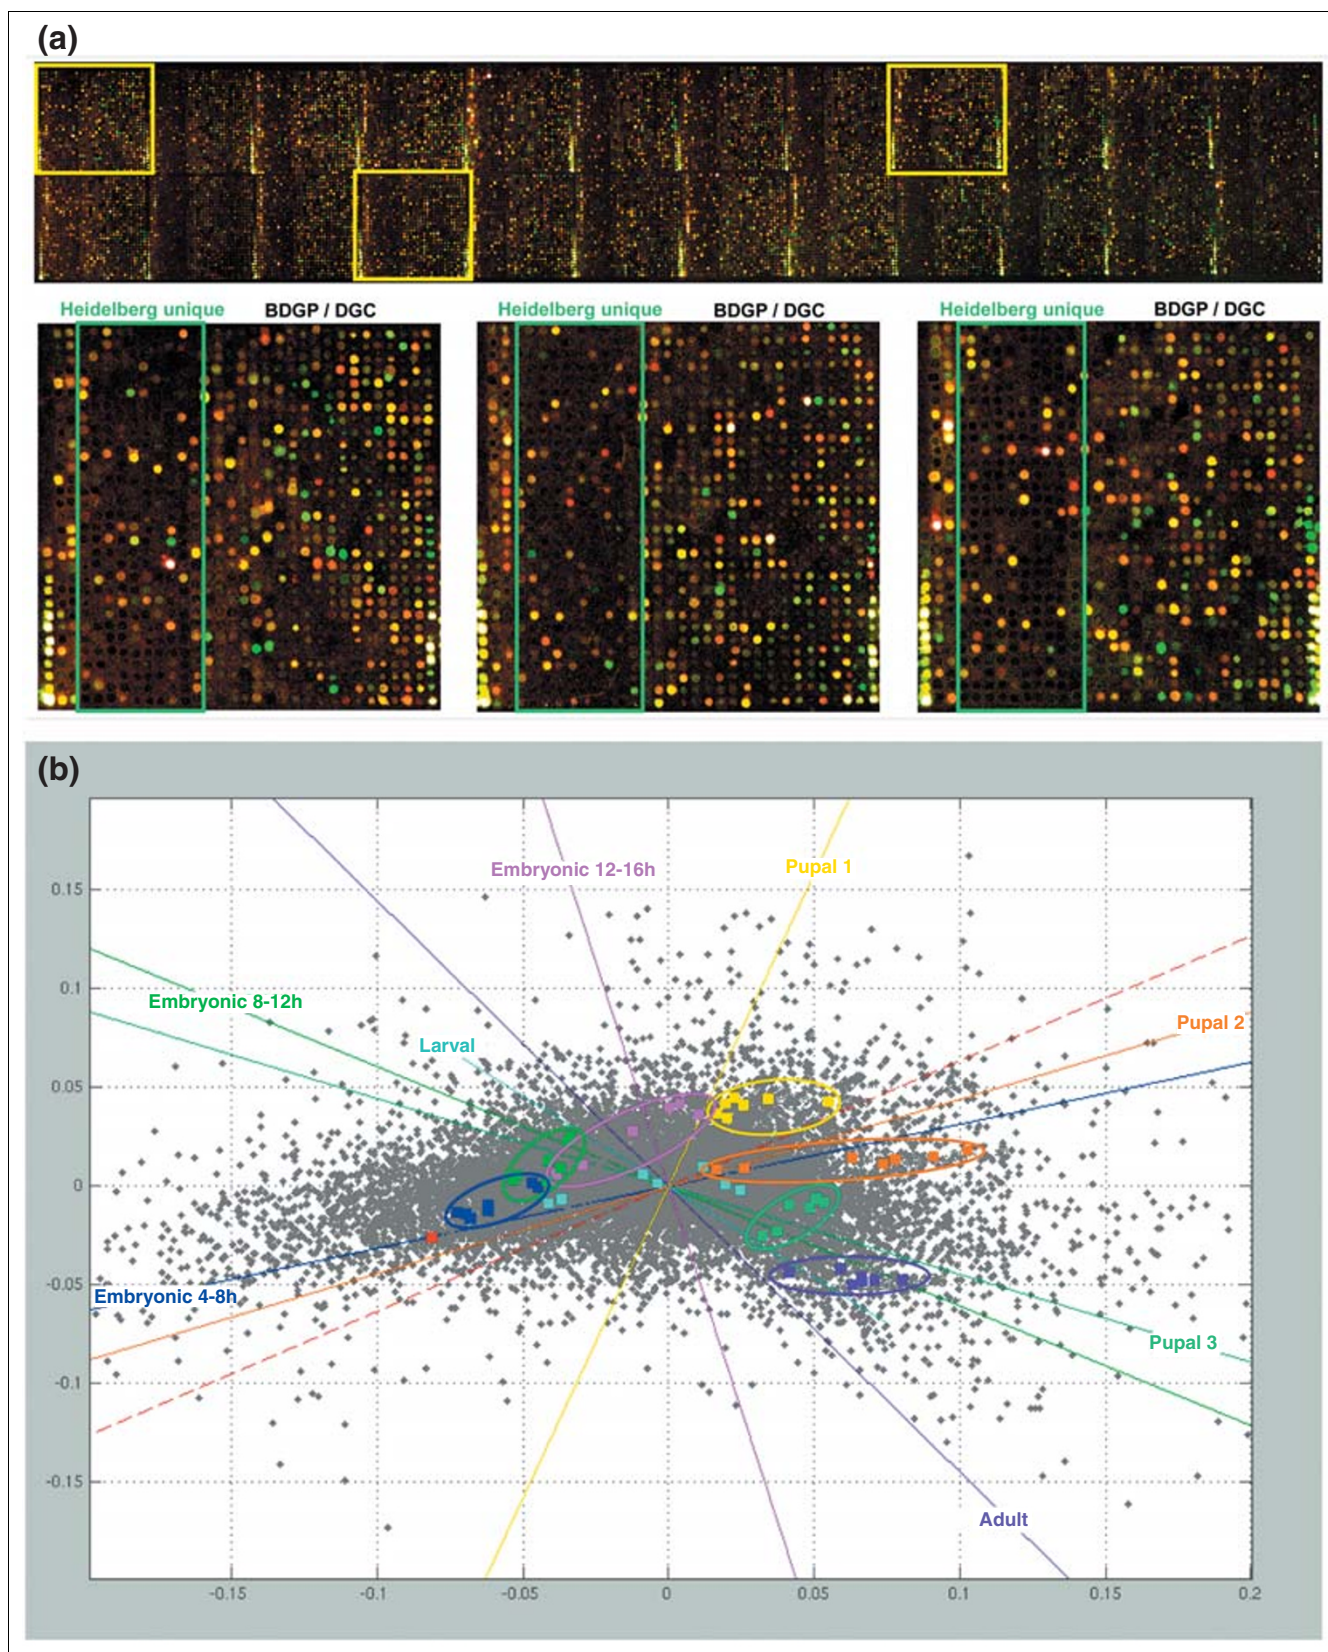 (a)
Heidelberg unique BDGP / DGC Heidelberg unique BDGP / DGC Heidelberg unique BDGP / DGC
(b)
Embryonic 12-16h Pupal 1
0.15
0.1
Embryonic 8-12h
Pupal 2
Larval
0.05
0
-0.05
Embryonic 4-8h
Pupal 3
-0.1
-0.15
Adult
-0.15 -0.1 -0.05 0 0.05 0.1 0.15 0.2